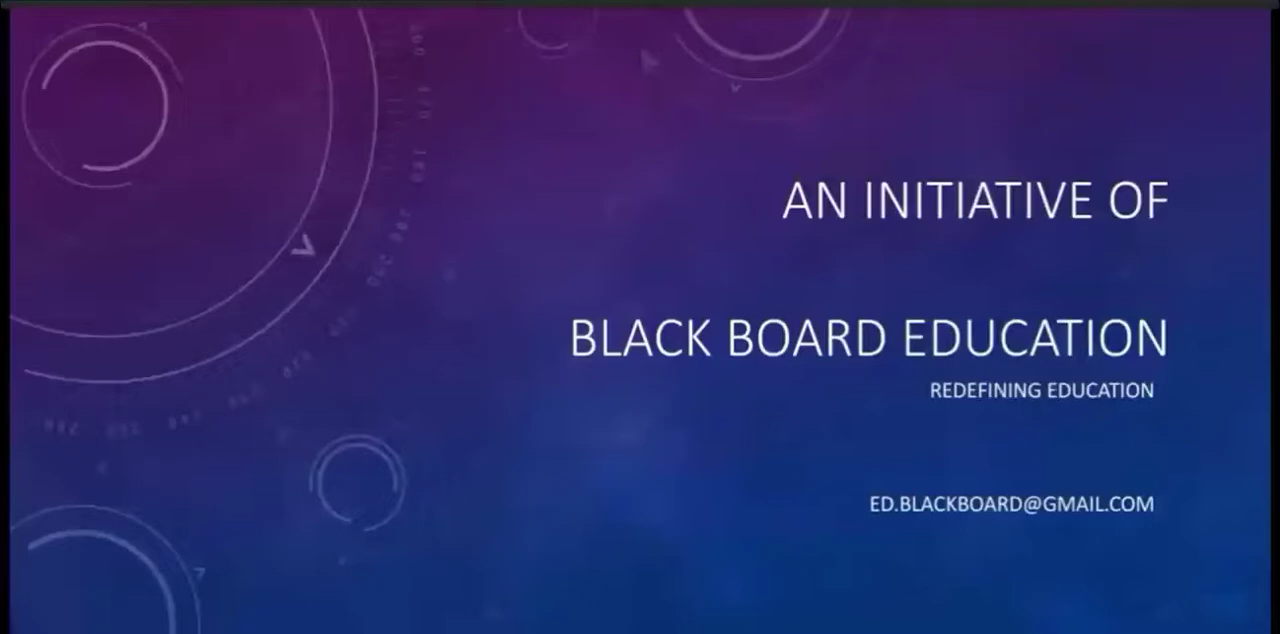 AN INITIATIVE OF
BLACK BOARD EDUCATION
REDEFINING EDUCATION
ED.BLACKBOARD@GMAIL.COM